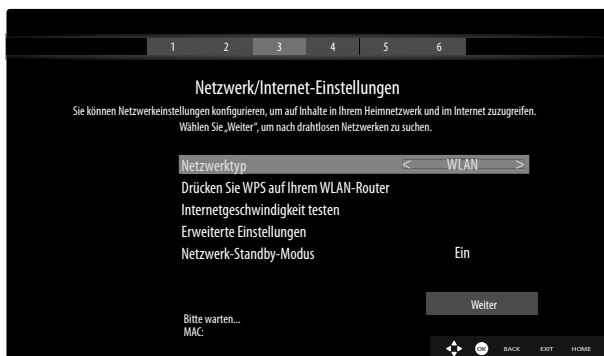 1 2 3 4 5 6
Netzwerk/Internet-Einstellungen
Sie können Netzwerkeinstellungen konfigurieren, um auf Inhalte in Ihrem Heimnetzwerk und im Internet zuzugreifen.
Wählen Sie „Weiter“, um nach drahtlosen Netzwerken zu suchen.
Netzwerktyp < WLAN >
Drücken Sie WPS auf Ihrem WLAN-Router
Internetgeschwindigkeit testen
Erweiterte Einstellungen
Netzwerk-Standby-Modus Ein
Weiter
Bitte warten...
MAC:
OK BACK EXIT HOME